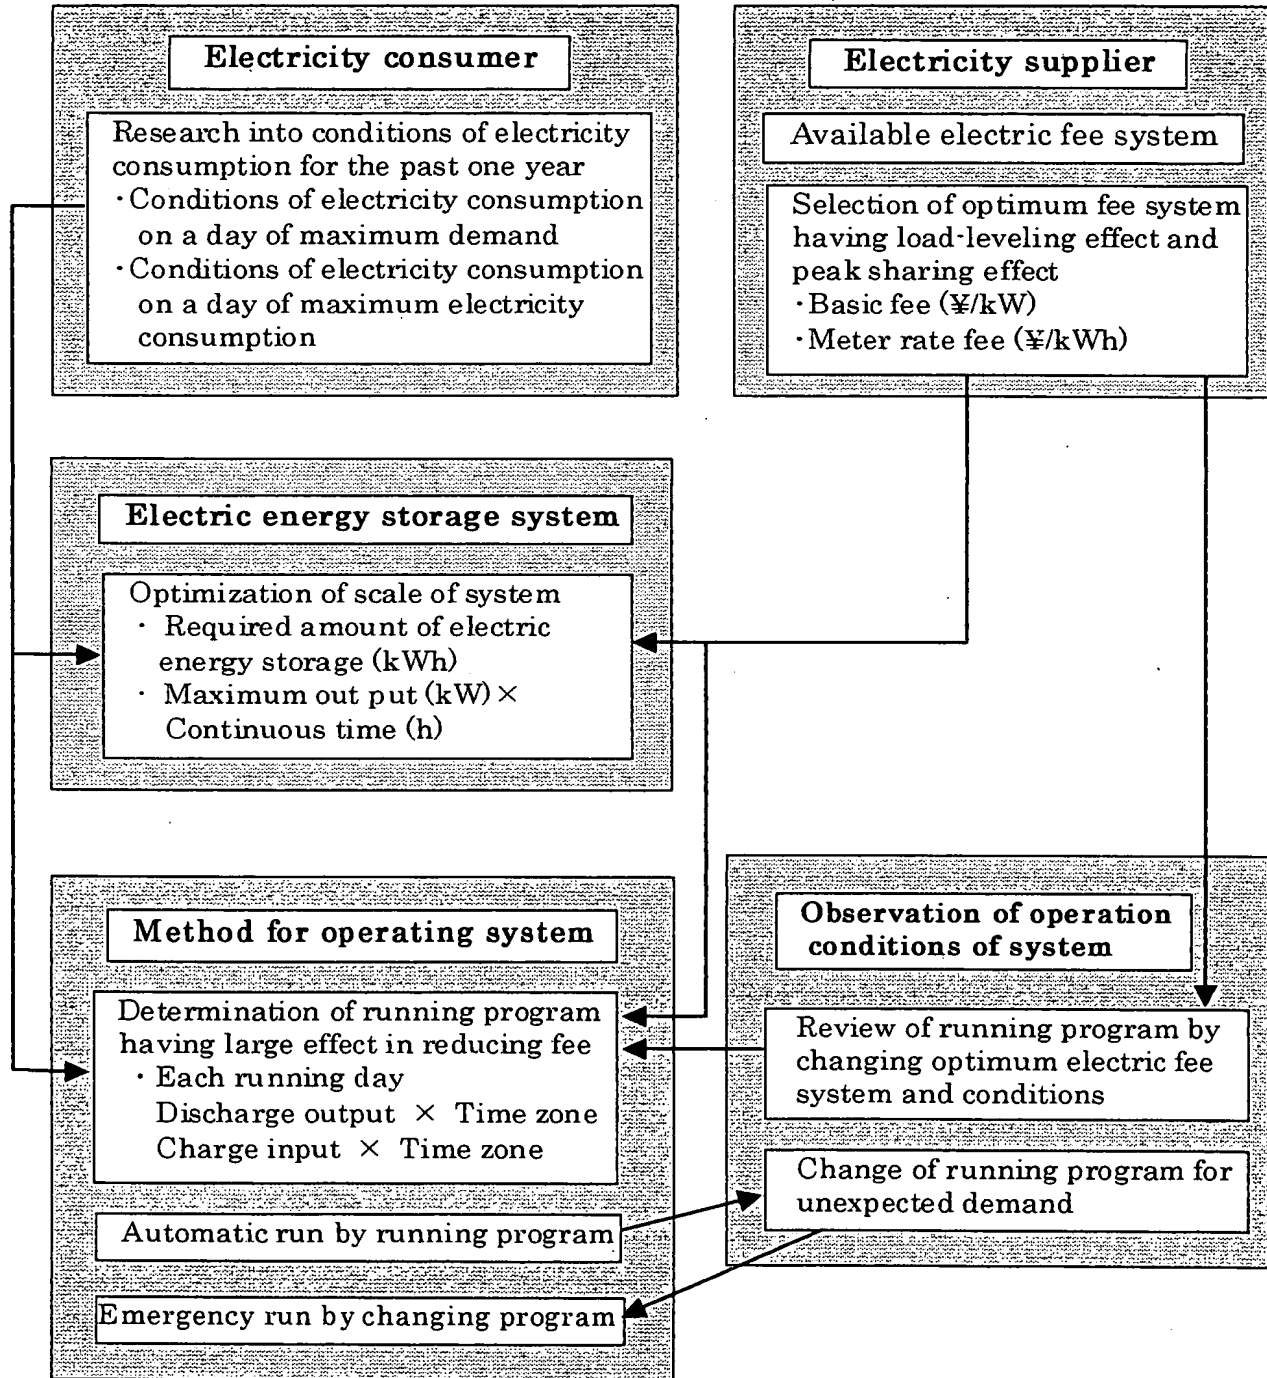 Electricity consumer
Research into conditions of electricity
consumption for the past one year
・Conditions of electricity consumption
on a day of maximum demand
・Conditions of electricity consumption
on a day of maximum electricity
consumption
Electricity supplier
Available electric fee system
Selection of optimum fee system
having load-leveling effect and
peak sharing effect
・Basic fee (¥/kW)
・Meter rate fee (¥/kWh)
Electric energy storage system
Optimization of scale of system
・ Required amount of electric
energy storage (kWh)
・ Maximum out put (kW) ×
Continuous time (h)
Method for operating system
Determination of running program
having large effect in reducing fee
・ Each running day
Discharge output × Time zone
Charge input × Time zone
Automatic run by running program
Emergency run by changing program
Observation of operation
conditions of system
Review of running program by
changing optimum electric fee
system and conditions
Change of running program for
unexpected demand